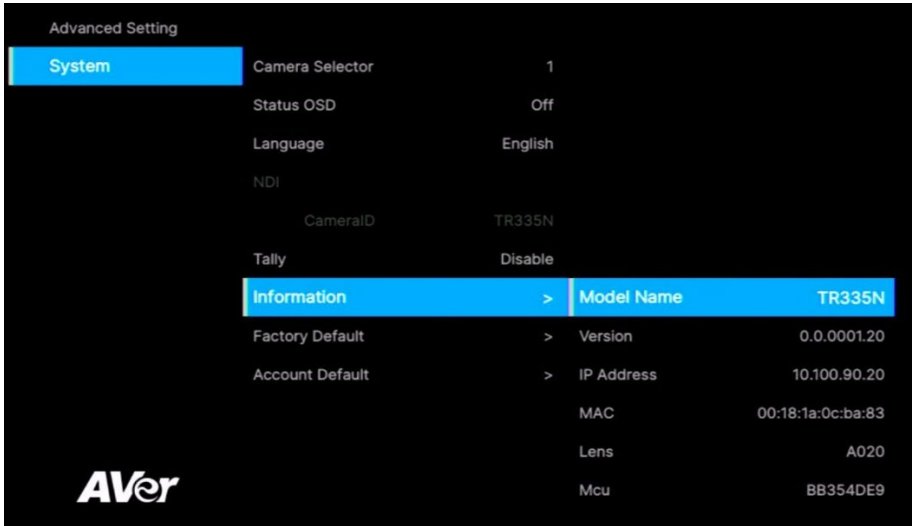 Advanced Setting
System
Camera Selector 1
Status OSD Off
Language English
NDI
CameraID TR335N
Tally Disable
Information > Model Name TR335N
Factory Default > Version 0.0.0001.20
Account Default > IP Address 10.100.90.20
MAC 00:18:1a:0c:ba:83
Lens A020
AVer
Mcu BB354DE9